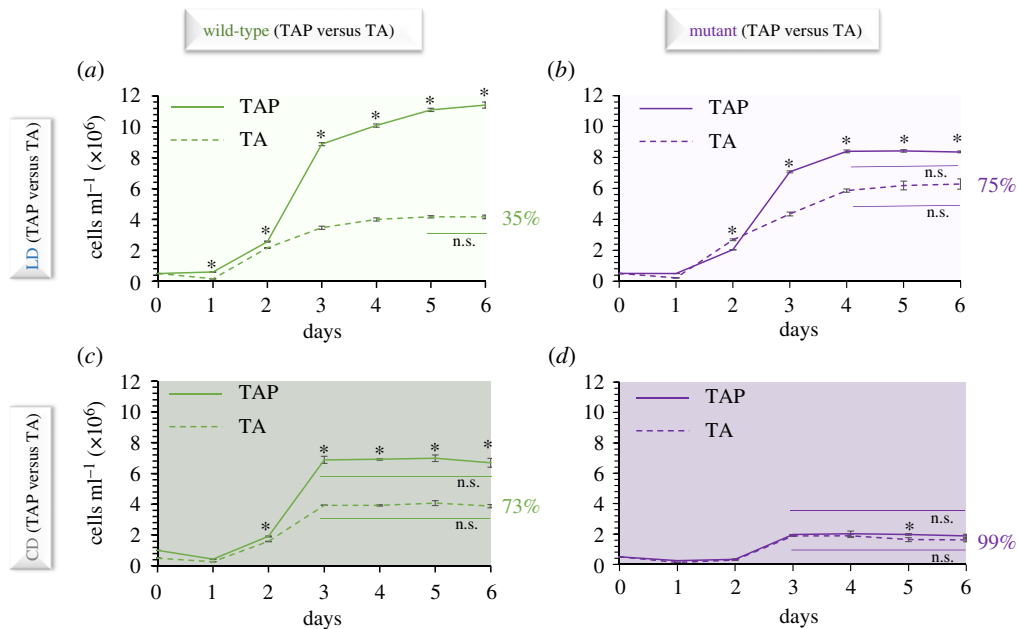 wild-type (TAP versus TA)
mutant (TAP versus TA)
LD (TAP versus TA)
CD (TAP versus TA)
(a)
12
10
8
6
4
2
0
cells ml⁻¹ (×10⁶)
TAP
TA
*
*
*
*
*
*
n.s.
35%
0 1 2 3 4 5 6
days
(b)
12
10
8
6
4
2
0
TAP
TA
*
*
*
*
*
n.s.
n.s.
75%
0 1 2 3 4 5 6
days
(c)
12
10
8
6
4
2
0
cells ml⁻¹ (×10⁶)
TAP
TA
*
*
*
*
*
n.s.
n.s.
73%
0 1 2 3 4 5 6
days
(d)
12
10
8
6
4
2
0
TAP
TA
*
n.s.
n.s.
99%
0 1 2 3 4 5 6
days